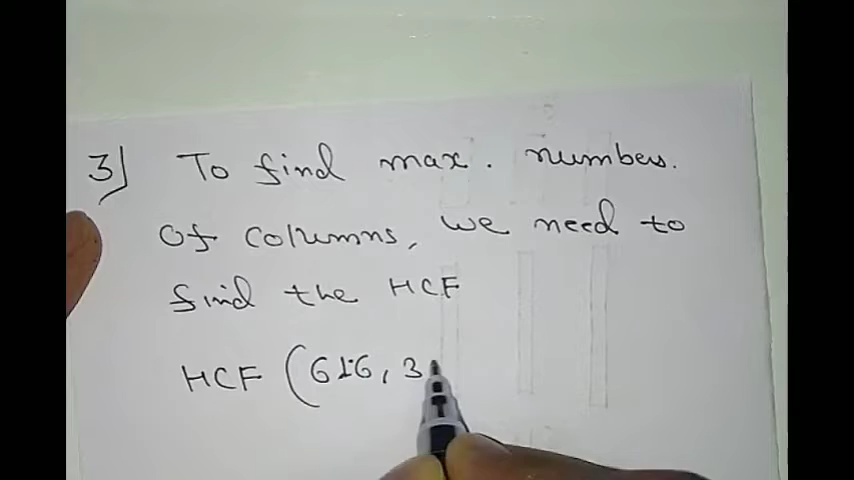 3) To find max. numbers.
of columns, we need to
find the HCF
HCF (616, 3